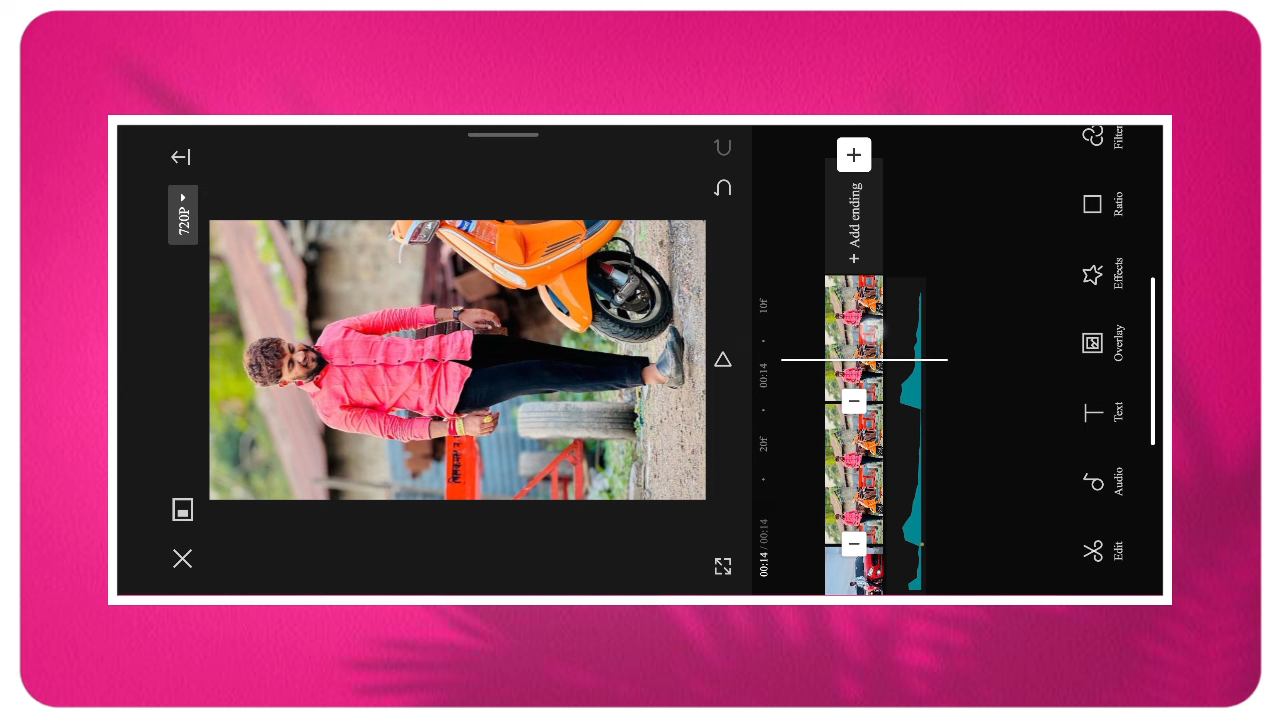 720P
00:14 / 00:14 20f 00:14 10f
+ Add ending
Edit Audio Text Overlay Effects Ratio Filter